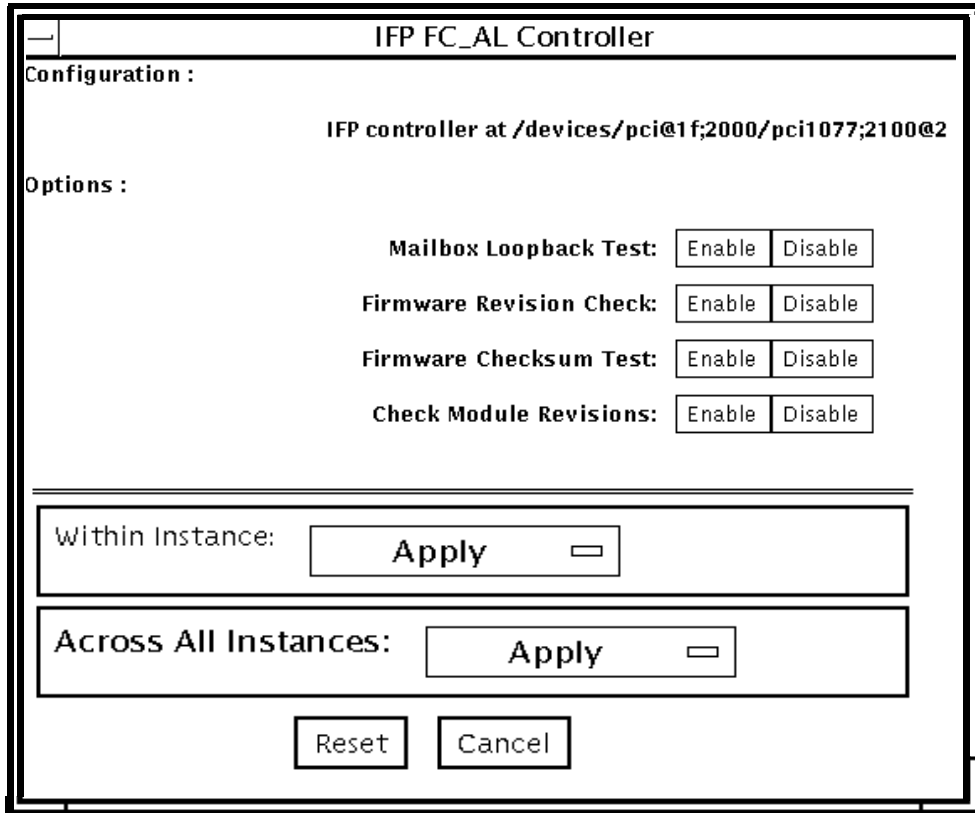 IFP FC_AL Controller
Configuration :
IFP controller at /devices/pci@1f;2000/pci1077;2100@2
Options :
Mailbox Loopback Test: Enable Disable
Firmware Revision Check: Enable Disable
Firmware Checksum Test: Enable Disable
Check Module Revisions: Enable Disable
Within Instance: Apply
Across All Instances: Apply
Reset Cancel